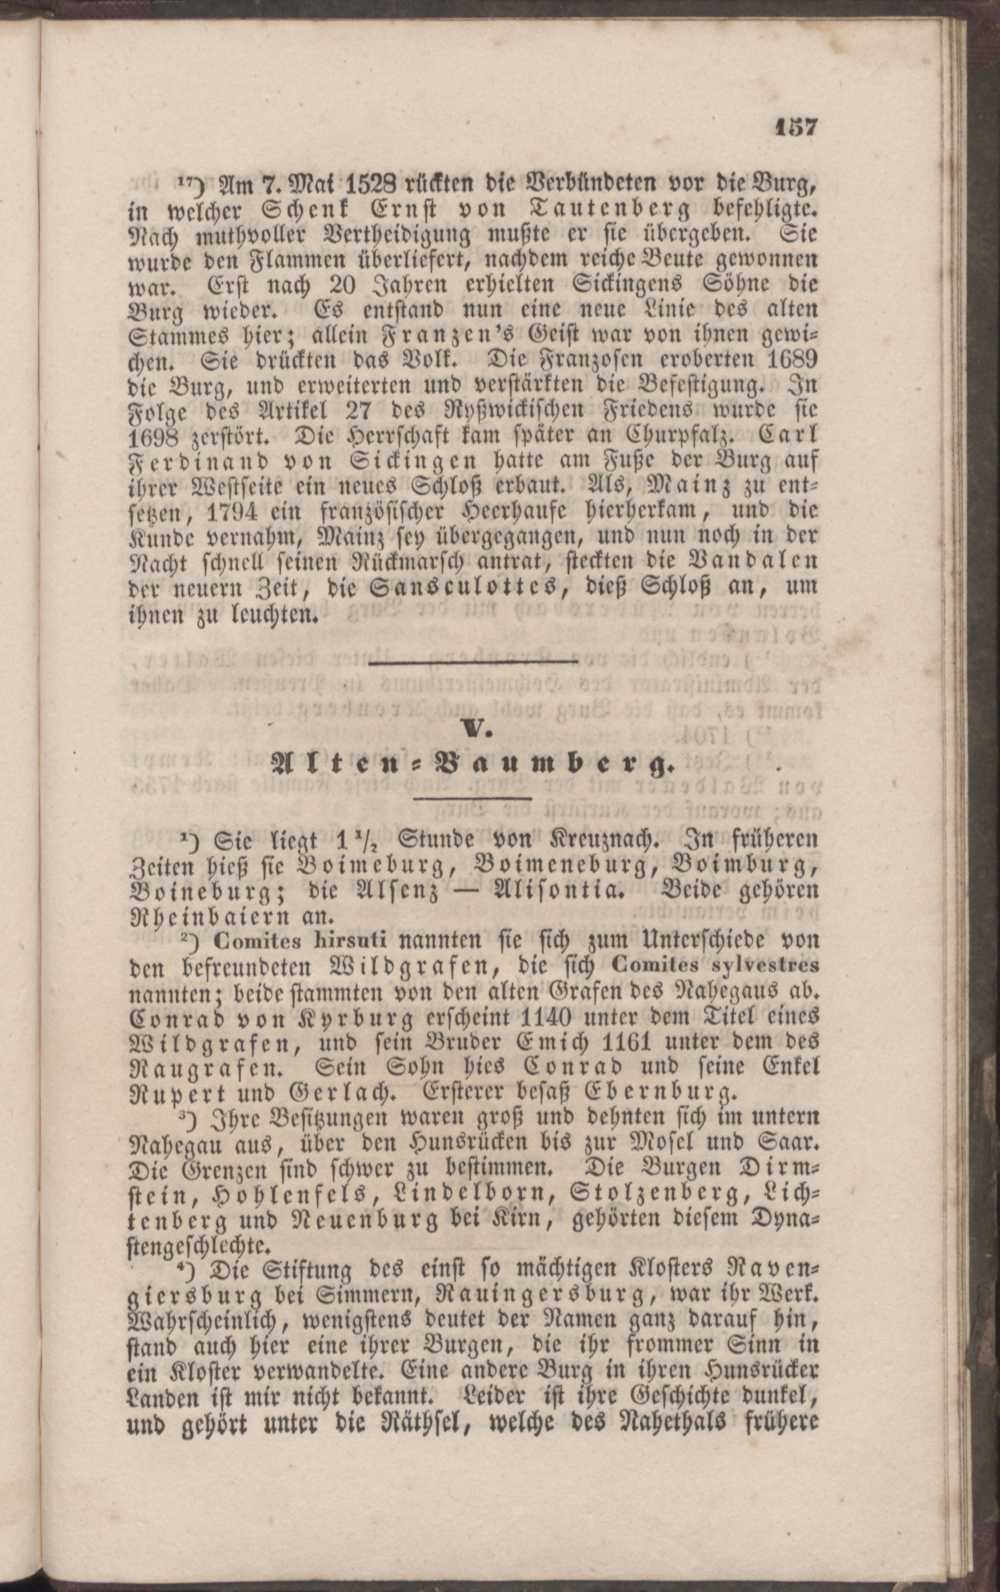 157
¹⁷) Am 7. Mai 1528 rückten die Verbündeten vor die Burg,
in welcher Schenk Ernst von Tautenberg befehligte.
Nach muthvoller Vertheidigung mußte er sie übergeben. Sie
wurde den Flammen überliefert, nachdem reiche Beute gewonnen
war. Erst nach 20 Jahren erhielten Sickingens Söhne die
Burg wieder. Es entstand nun eine neue Linie des alten
Stammes hier; allein Franzen's Geist war von ihnen gewi-
chen. Sie drückten das Volk. Die Franzosen eroberten 1689
die Burg, und erweiterten und verstärkten die Befestigung. In
Folge des Artikel 27 des Ryßwickischen Friedens wurde sie
1698 zerstört. Die Herrschaft kam später an Churpfalz. Carl
Ferdinand von Sickingen hatte am Fuße der Burg auf
ihrer Westseite ein neues Schloß erbaut. Als, Mainz zu ent-
setzen, 1794 ein französischer Heerhaufe hierherkam, und die
Kunde vernahm, Mainz sey übergegangen, und nun noch in der
Nacht schnell seinen Rückmarsch antrat, steckten die Vandalen
der neuern Zeit, die Sansculottes, dieß Schloß an, um
ihnen zu leuchten.
V.
Alten-Baumberg.
¹) Sie liegt 1 ½ Stunde von Kreuznach. In früheren
Zeiten hieß sie Boimeburg, Boimeneburg, Boimburg,
Boineburg; die Alsenz — Alisontia. Beide gehören
Rheinbaiern an.
²) Comites hirsuti nannten sie sich zum Unterschiede von
den befreundeten Wildgrafen, die sich Comites sylvestres
nannten; beide stammten von den alten Grafen des Nahegaus ab.
Conrad von Kyrburg erscheint 1140 unter dem Titel eines
Wildgrafen, und sein Bruder Emich 1161 unter dem des
Raugrafen. Sein Sohn hies Conrad und seine Enkel
Rupert und Gerlach. Ersterer besaß Ebernburg.
³) Ihre Besitzungen waren groß und dehnten sich im untern
Nahegau aus, über den Hunsrücken bis zur Mosel und Saar.
Die Grenzen sind schwer zu bestimmen. Die Burgen Dirm-
stein, Hohlenfels, Lindelborn, Stolzenberg, Lich-
tenberg und Neuenburg bei Kirn, gehörten diesem Dyna-
stengeschlechte.
⁴) Die Stiftung des einst so mächtigen Klosters Raven-
giersburg bei Simmern, Rauingersburg, war ihr Werk.
Wahrscheinlich, wenigstens deutet der Namen ganz darauf hin,
stand auch hier eine ihrer Burgen, die ihr frommer Sinn in
ein Kloster verwandelte. Eine andere Burg in ihren Hunsrücker
Landen ist mir nicht bekannt. Leider ist ihre Geschichte dunkel,
und gehört unter die Räthsel, welche des Nahethals frühere